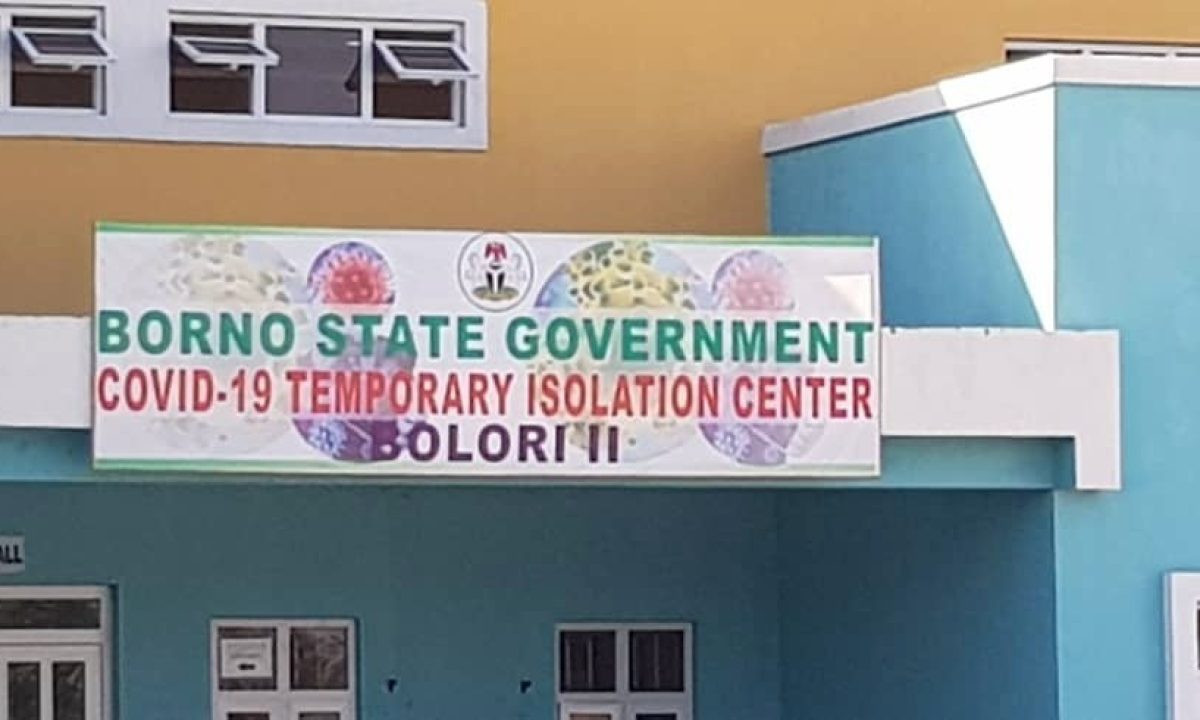 BORNO STATE GOVERNMENT
COVID-19 TEMPORARY ISOLATION CENTER
BOLORI II